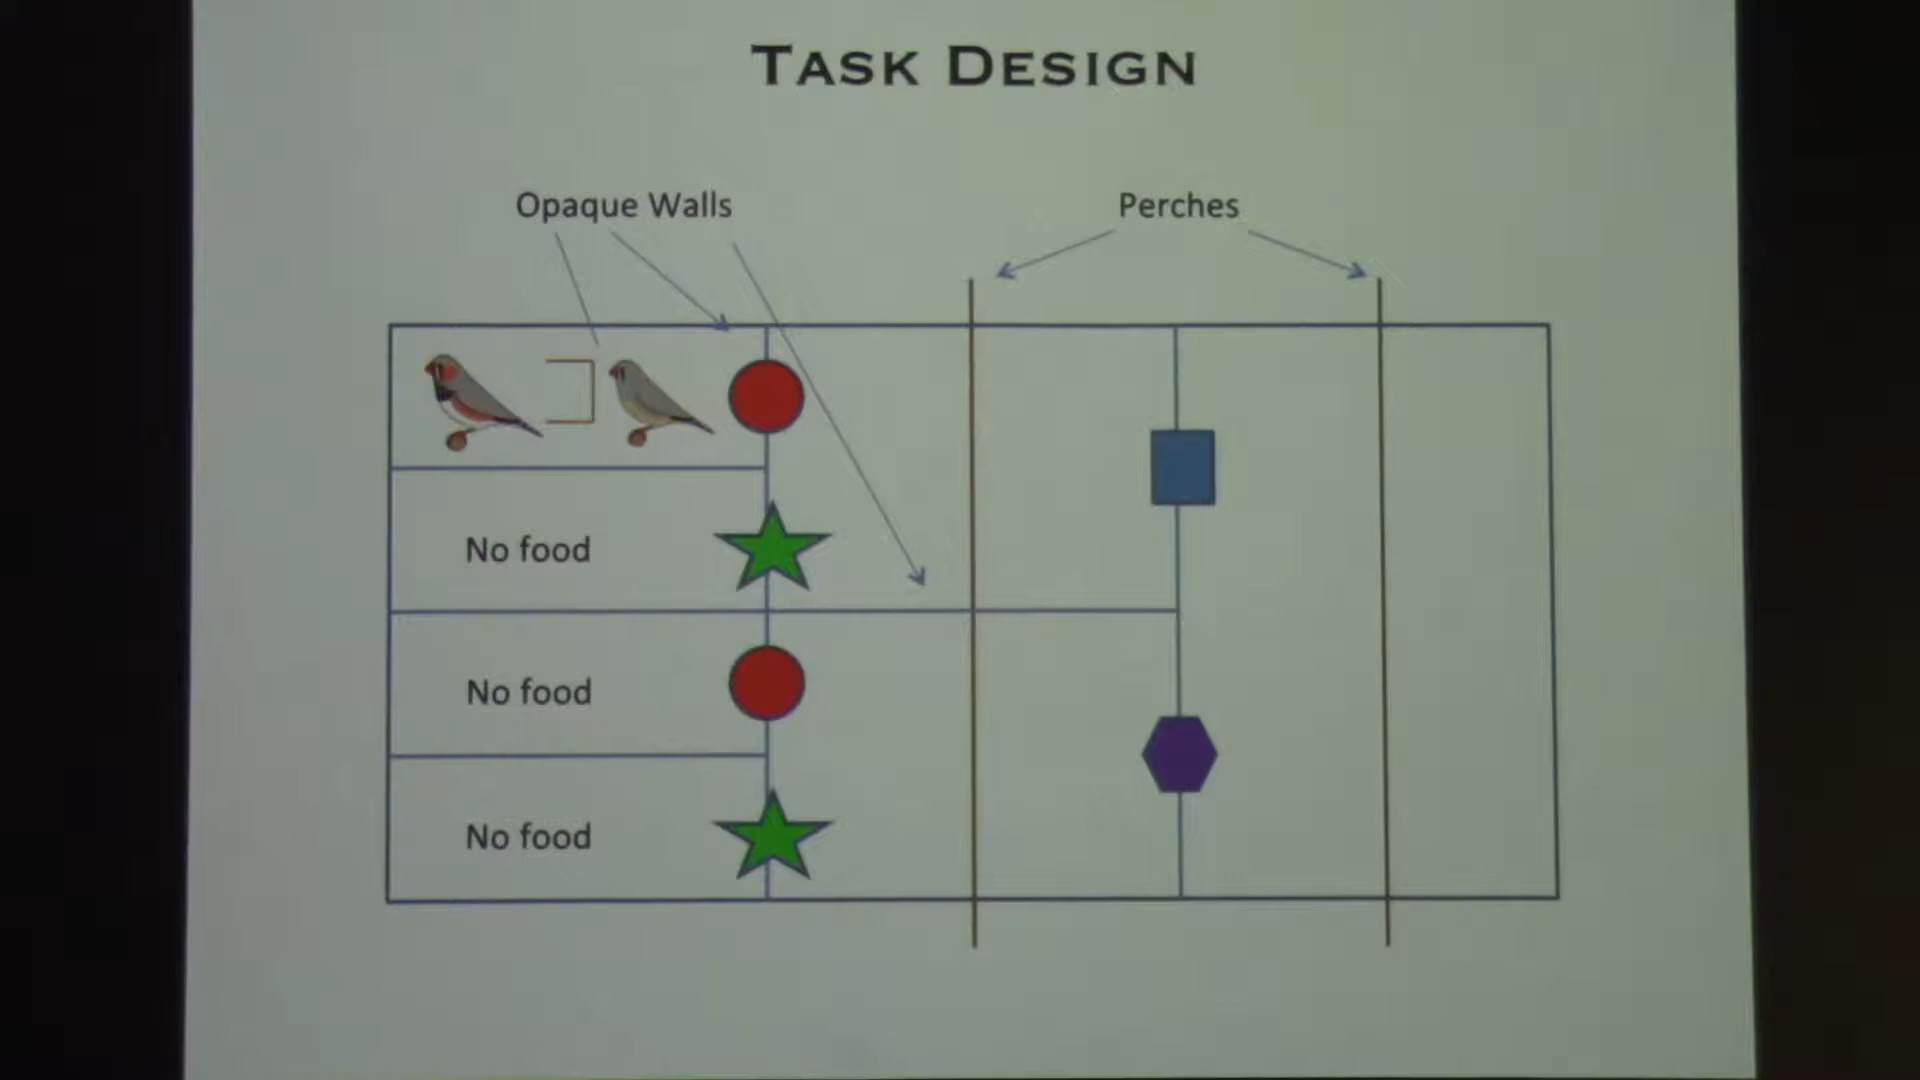 TASK DESIGN
Opaque Walls
Perches
No food
No food
No food